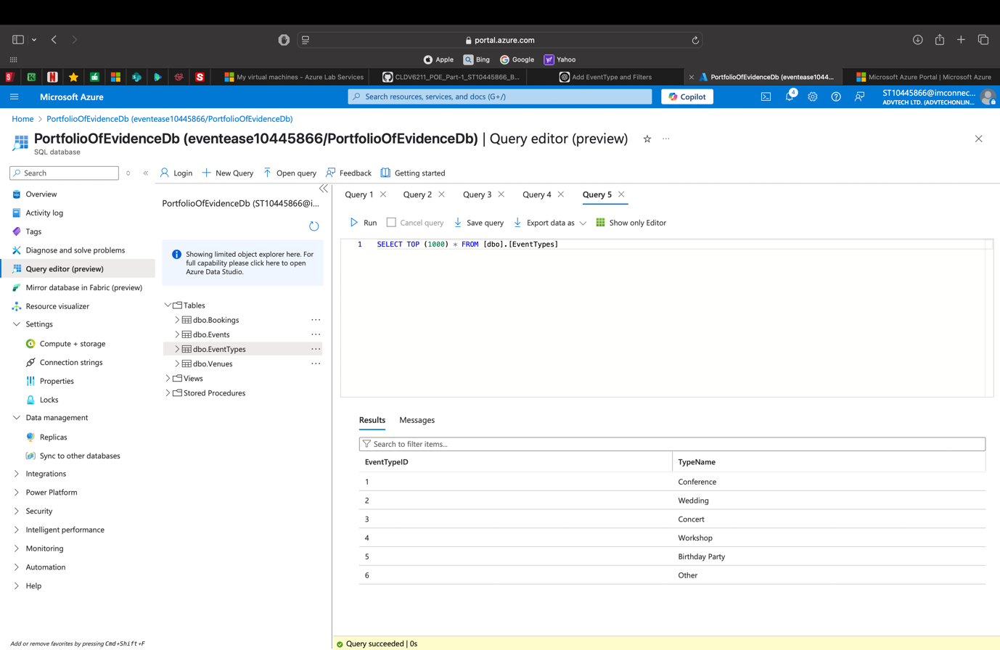 portal.azure.com
Apple Bing Google Yahoo
My virtual machines - Azure Lab Services CLDV6211_POE_Part-1_ST10445866_B... Add EventType and Filters PortfolioOfEvidenceDb (eventease1044... Microsoft Azure Portal | Microsoft Azure
Microsoft Azure Search resources, services, and docs (G+/) Copilot 4 ST10445866@imconnec...
ADVTECH LTD. (ADVTECHONLIN...
Home > PortfolioOfEvidenceDb (eventease10445866/PortfolioOfEvidenceDb)
PortfolioOfEvidenceDb (eventease10445866/PortfolioOfEvidenceDb) | Query editor (preview)
SQL database
Search
Login New Query Open query Feedback Getting started
Overview
Activity log
Tags
Diagnose and solve problems
Query editor (preview)
Mirror database in Fabric (preview)
Resource visualizer
Settings
Compute + storage
Connection strings
Properties
Locks
Data management
Replicas
Sync to other databases
Integrations
Power Platform
Security
Intelligent performance
Monitoring
Automation
Help
Add or remove favorites by pressing Cmd+Shift+F
PortfolioOfEvidenceDb (ST10445866@i...
Showing limited object explorer here. For
full capability please click here to open
Azure Data Studio.
Tables
dbo.Bookings
dbo.Events
dbo.EventTypes
dbo.Venues
Views
Stored Procedures
Query 1 Query 2 Query 3 Query 4 Query 5
Run Cancel query Save query Export data as Show only Editor
1 SELECT TOP (1000) * FROM [dbo].[EventTypes]
Results Messages
Search to filter items...
EventTypeID TypeName
1 Conference
2 Wedding
3 Concert
4 Workshop
5 Birthday Party
6 Other
Query succeeded | 0s